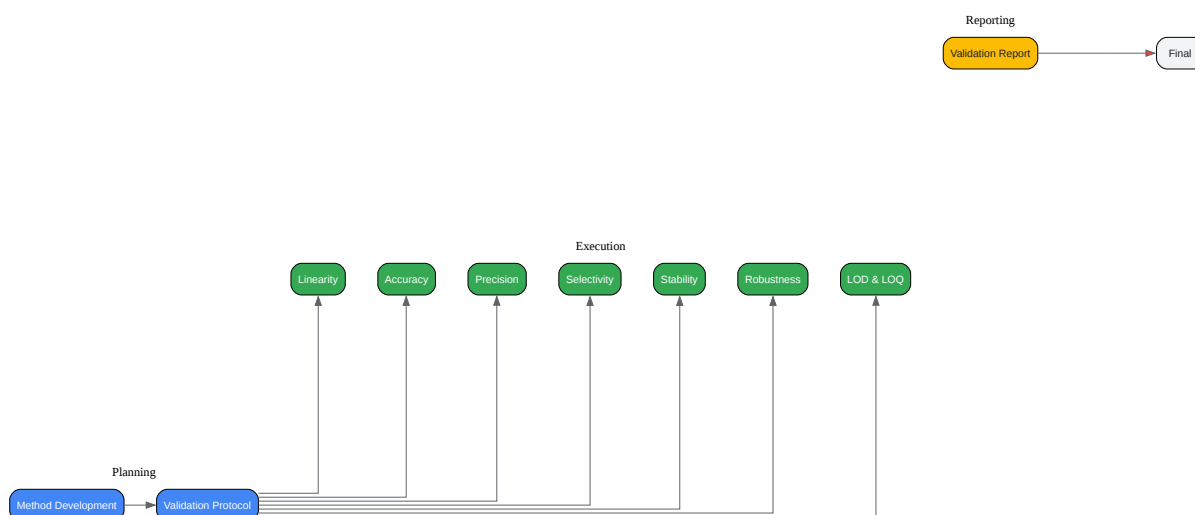 Reporting
Validation Report
Final
Execution
Linearity
Accuracy
Precision
Selectivity
Stability
Robustness
LOD & LOQ
Planning
Method Development
Validation Protocol